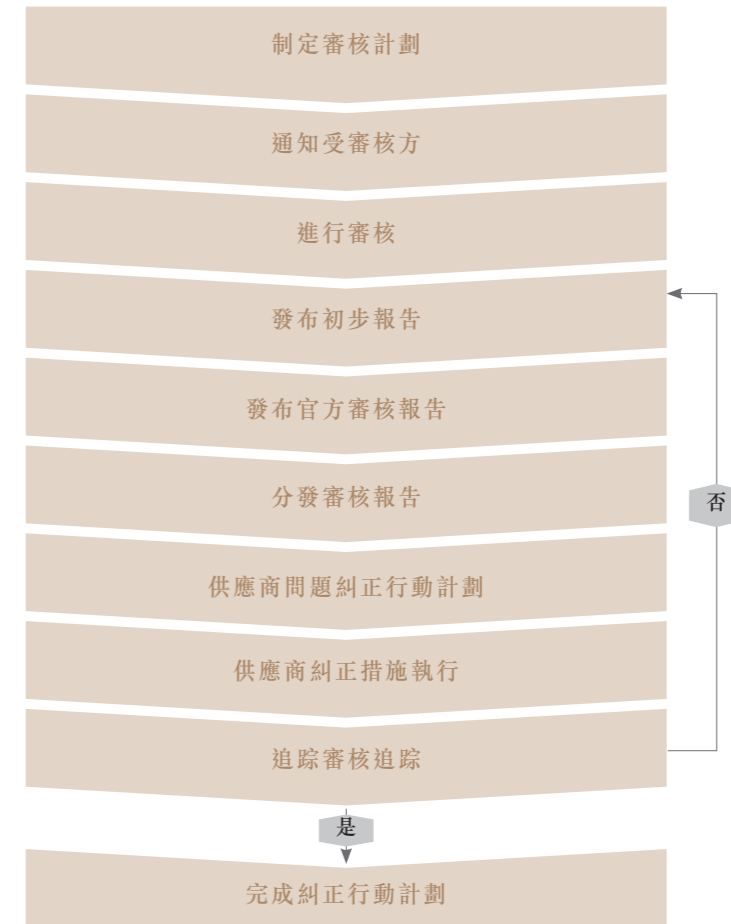 制定審核計劃
通知受審核方
進行審核
發布初步報告
發布官方審核報告
分發審核報告
否
供應商問題糾正行動計劃
供應商糾正措施執行
追踪審核追踪
是
完成糾正行動計劃